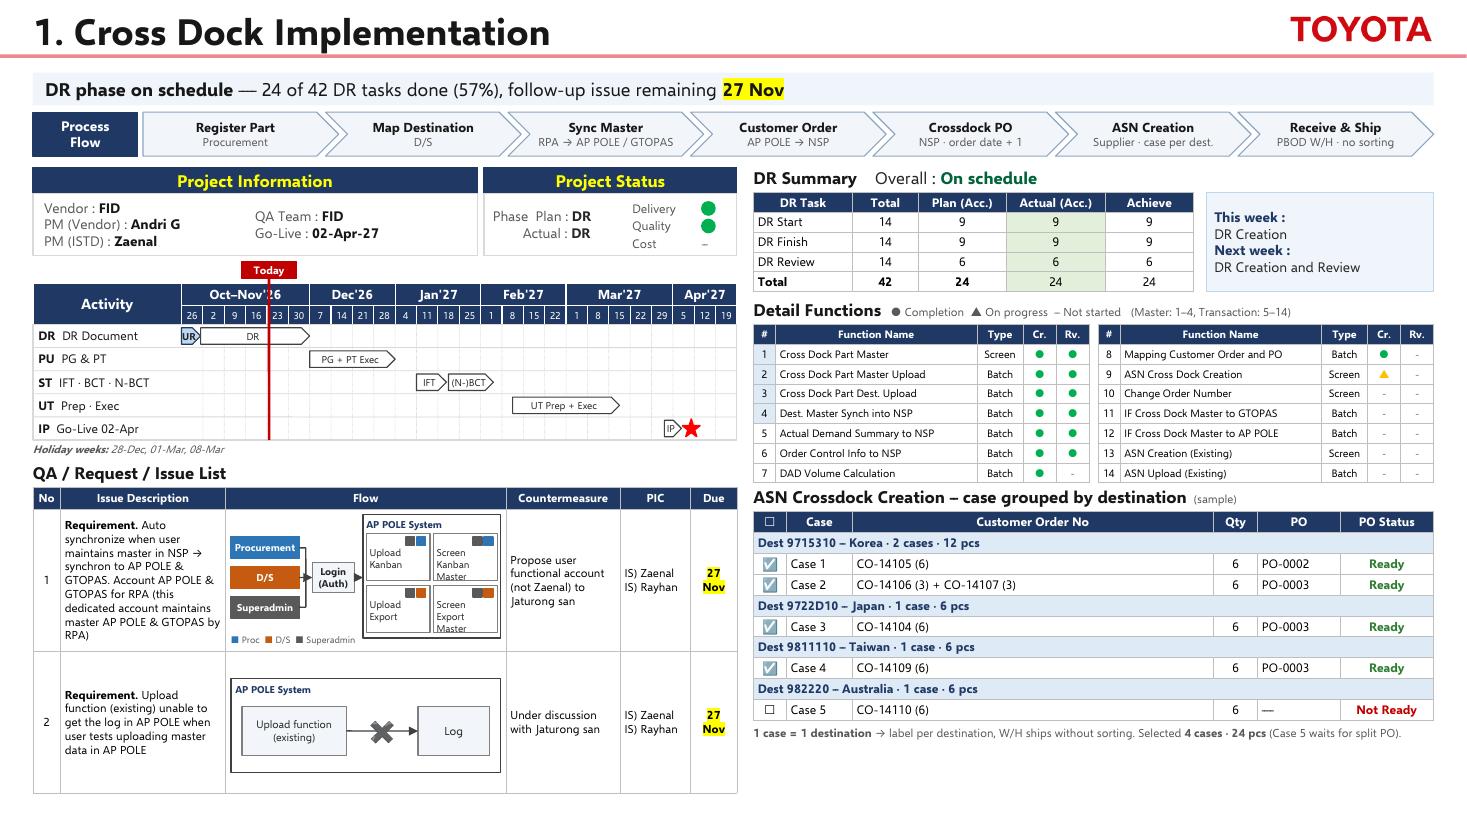 1. Cross Dock Implementation
TOYOTA
DR phase on schedule — 24 of 42 DR tasks done (57%), follow-up issue remaining 27 Nov
Process Flow
Register Part
Procurement
Map Destination
D/S
Sync Master
RPA → AP POLE / GTOPAS
Customer Order
AP POLE → NSP
Crossdock PO
NSP · order date + 1
ASN Creation
Supplier · case per dest.
Receive & Ship
PBOD W/H · no sorting
Project Information
Vendor : FID
PM (Vendor) : Andri G
PM (ISTD) : Zaenal
QA Team : FID
Go-Live : 02-Apr-27
Project Status
Phase Plan : DR
Actual : DR
Delivery ●
Quality ●
Cost –
Today
Activity Oct–Nov'26 Dec'26 Jan'27 Feb'27 Mar'27 Apr'27
26 2 9 16 23 30 7 14 21 28 4 11 18 25 1 8 15 22 1 8 15 22 29 5 12 19
DR DR Document UR DR
PU PG & PT PG + PT Exec
ST IFT · BCT · N-BCT IFT (N-)BCT
UT Prep · Exec UT Prep + Exec
IP Go-Live 02-Apr IP
Holiday weeks: 28-Dec, 01-Mar, 08-Mar
QA / Request / Issue List
No Issue Description Flow Countermeasure PIC Due
1
Requirement. Auto
synchronize when user
maintains master in NSP →
synchron to AP POLE &
GTOPAS. Account AP POLE &
GTOPAS for RPA (this
dedicated account maintains
master AP POLE & GTOPAS by
RPA)
Procurement
D/S
Superadmin
Login
(Auth)
AP POLE System
Upload
Kanban
Screen
Kanban
Master
Upload
Export
Screen
Export
Master
■ Proc ■ D/S ■ Superadmin
Propose user
functional account
(not Zaenal) to
Jaturong san
IS) Zaenal
IS) Rayhan
27
Nov
2
Requirement. Upload
function (existing) unable to
get the log in AP POLE when
user tests uploading master
data in AP POLE
AP POLE System
Upload function
(existing)
Log
Under discussion
with Jaturong san
IS) Zaenal
IS) Rayhan
27
Nov
DR Summary Overall : On schedule
DR Task Total Plan (Acc.) Actual (Acc.) Achieve
DR Start 14 9 9 9
DR Finish 14 9 9 9
DR Review 14 6 6 6
Total 42 24 24 24
This week :
DR Creation
Next week :
DR Creation and Review
Detail Functions ● Completion ▲ On progress – Not started (Master: 1–4, Transaction: 5–14)
# Function Name Type Cr. Rv.
1 Cross Dock Part Master Screen ● ●
2 Cross Dock Part Master Upload Batch ● ●
3 Cross Dock Part Dest. Upload Batch ● ●
4 Dest. Master Synch into NSP Batch ● ●
5 Actual Demand Summary to NSP Batch ● ●
6 Order Control Info to NSP Batch ● ●
7 DAD Volume Calculation Batch ● -
# Function Name Type Cr. Rv.
8 Mapping Customer Order and PO Batch ● -
9 ASN Cross Dock Creation Screen ▲ -
10 Change Order Number Screen - -
11 IF Cross Dock Master to GTOPAS Batch - -
12 IF Cross Dock Master to AP POLE Batch - -
13 ASN Creation (Existing) Screen - -
14 ASN Upload (Existing) Batch - -
ASN Crossdock Creation – case grouped by destination (sample)
☐ Case Customer Order No Qty PO PO Status
Dest 9715310 – Korea · 2 cases · 12 pcs
☑ Case 1 CO-14105 (6) 6 PO-0002 Ready
☑ Case 2 CO-14106 (3) + CO-14107 (3) 6 PO-0003 Ready
Dest 9722D10 – Japan · 1 case · 6 pcs
☑ Case 3 CO-14104 (6) 6 PO-0003 Ready
Dest 9811110 – Taiwan · 1 case · 6 pcs
☑ Case 4 CO-14109 (6) 6 PO-0003 Ready
Dest 982220 – Australia · 1 case · 6 pcs
☐ Case 5 CO-14110 (6) 6 — Not Ready
1 case = 1 destination → label per destination, W/H ships without sorting. Selected 4 cases · 24 pcs (Case 5 waits for split PO).